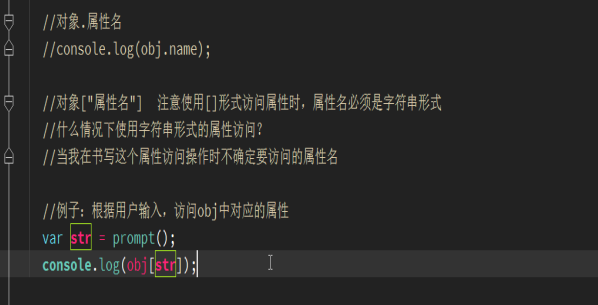 //对象.属性名
//console.log(obj.name);
//对象["属性名"]  注意使用[]形式访问属性时，属性名必须是字符串形式
//什么情况下使用字符串形式的属性访问？
//当我在书写这个属性访问操作时不确定要访问的属性名
//例子：根据用户输入，访问obj中对应的属性
var str = prompt();
console.log(obj[str]);